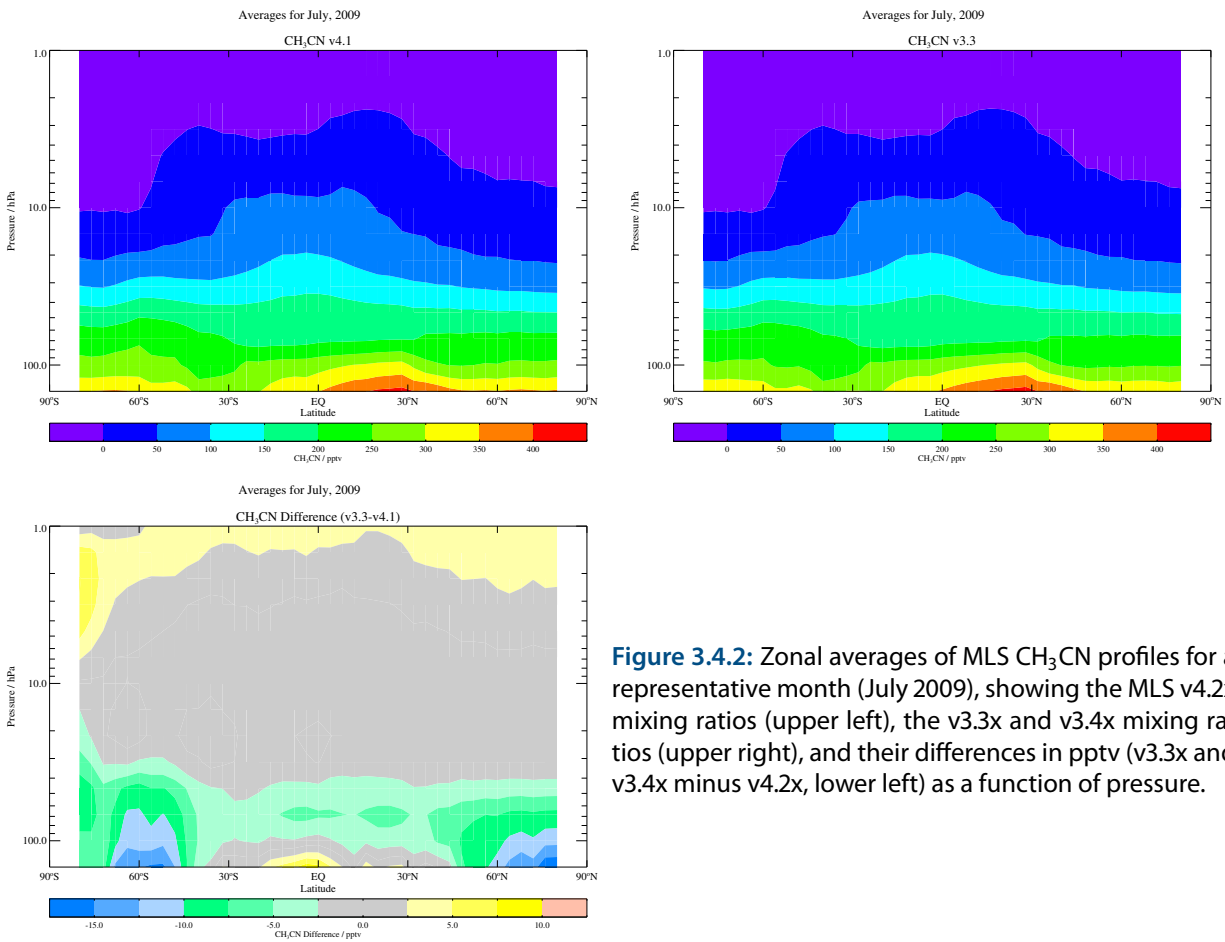 Averages for July, 2009
CH₃CN v4.1
1.0
10.0
100.0
Pressure / hPa
90°S 60°S 30°S EQ 30°N 60°N 90°N
Latitude
0 50 100 150 200 250 300 350 400
CH₃CN / pptv
Averages for July, 2009
CH₃CN v3.3
1.0
10.0
100.0
Pressure / hPa
90°S 60°S 30°S EQ 30°N 60°N 90°N
Latitude
0 50 100 150 200 250 300 350 400
CH₃CN / pptv
Averages for July, 2009
CH₃CN Difference (v3.3-v4.1)
1.0
10.0
100.0
Pressure / hPa
90°S 60°S 30°S EQ 30°N 60°N 90°N
Latitude
-15.0 -10.0 -5.0 0.0 5.0 10.0
CH₃CN Difference / pptv
Figure 3.4.2: Zonal averages of MLS CH₃CN profiles for a
representative month (July 2009), showing the MLS v4.2x
mixing ratios (upper left), the v3.3x and v3.4x mixing ra
tios (upper right), and their differences in pptv (v3.3x and
v3.4x minus v4.2x, lower left) as a function of pressure.